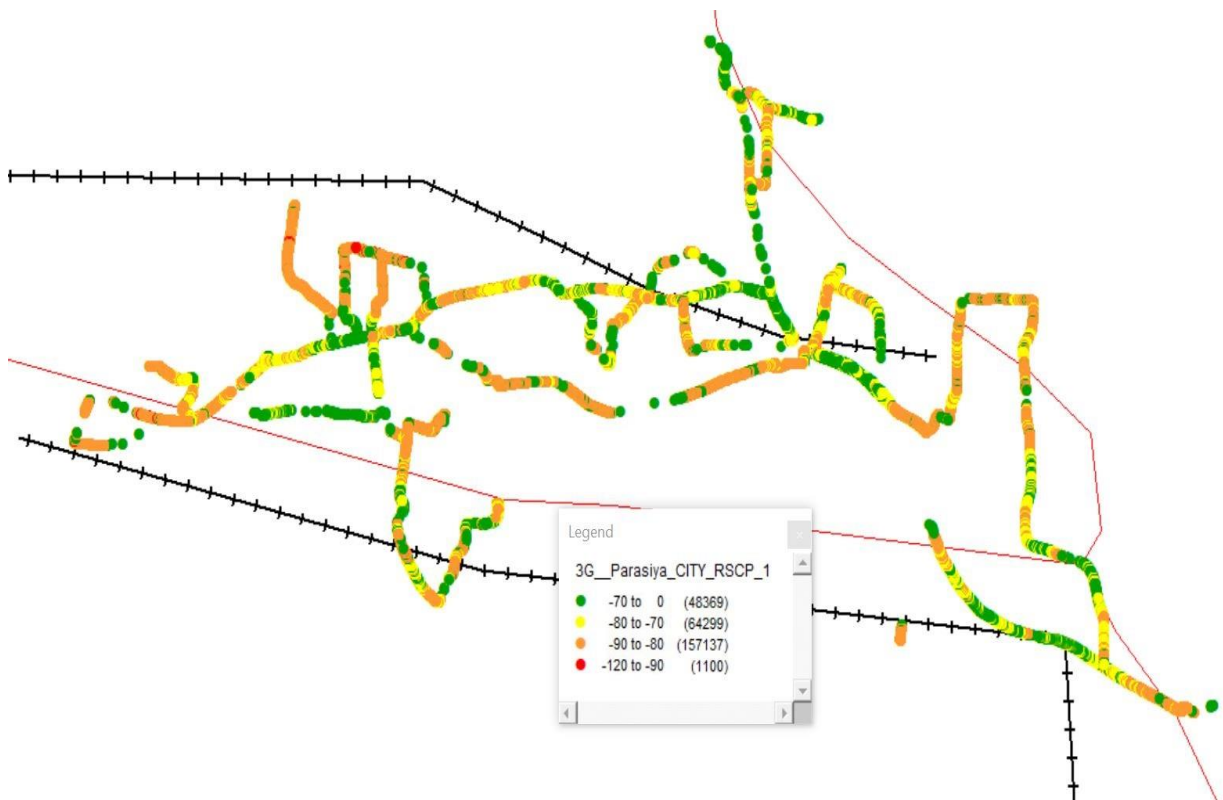 Legend
3G__Parasiya_CITY_RSCP_1
-70 to 0 (48369)
-80 to -70 (64299)
-90 to -80 (157137)
-120 to -90 (1100)